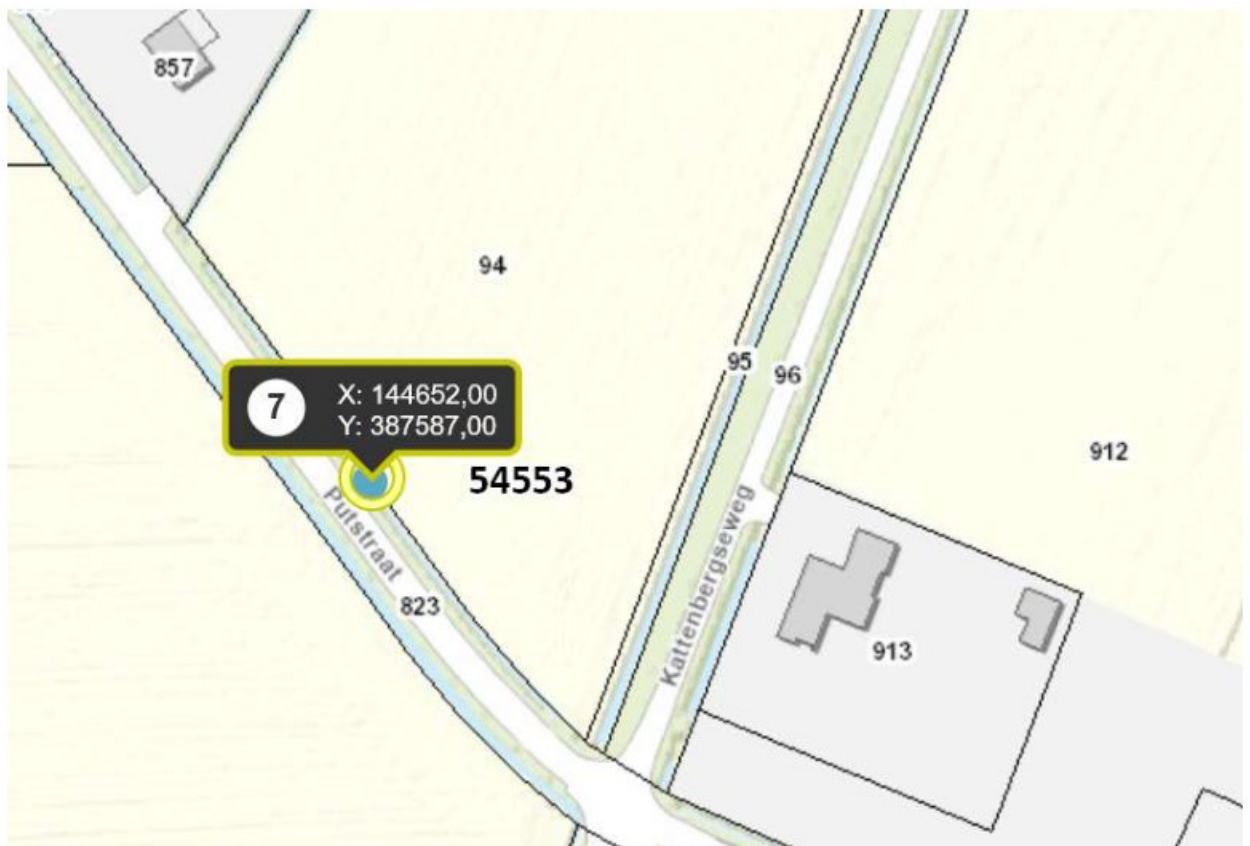 857
94
95
96
7
X: 144652,00
Y: 387587,00
912
54553
Putstraat
Kattenbergseweg
823
913